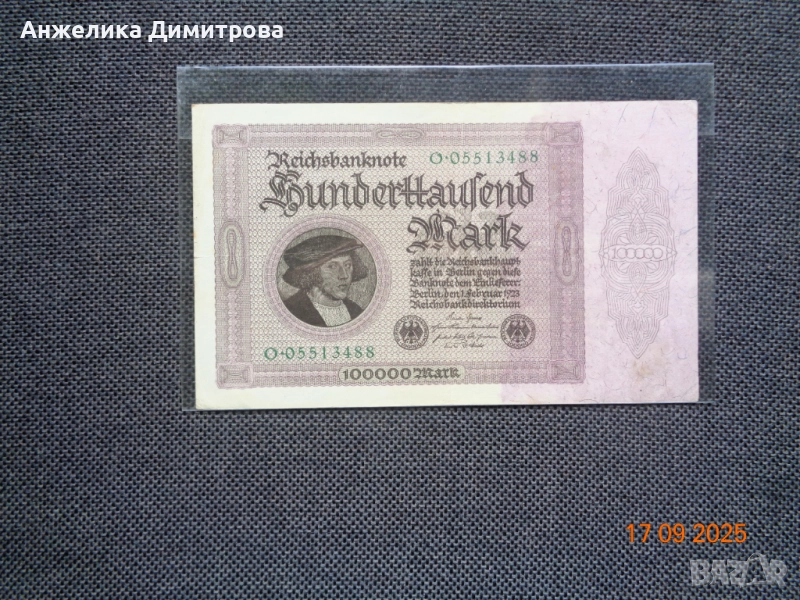 Анжелика Димитрова
Reichsbanknote O·05513488
Hunderttausend
Mark
zahlt die Reichsbankhaupt-
kasse in Berlin gegen diese
Banknote dem Einlieferer.
Berlin, den 1. Februar 1923
Reichsbankdirektorium
100000
O·05513488
100000 Mark
17 09 2025
BAZAR